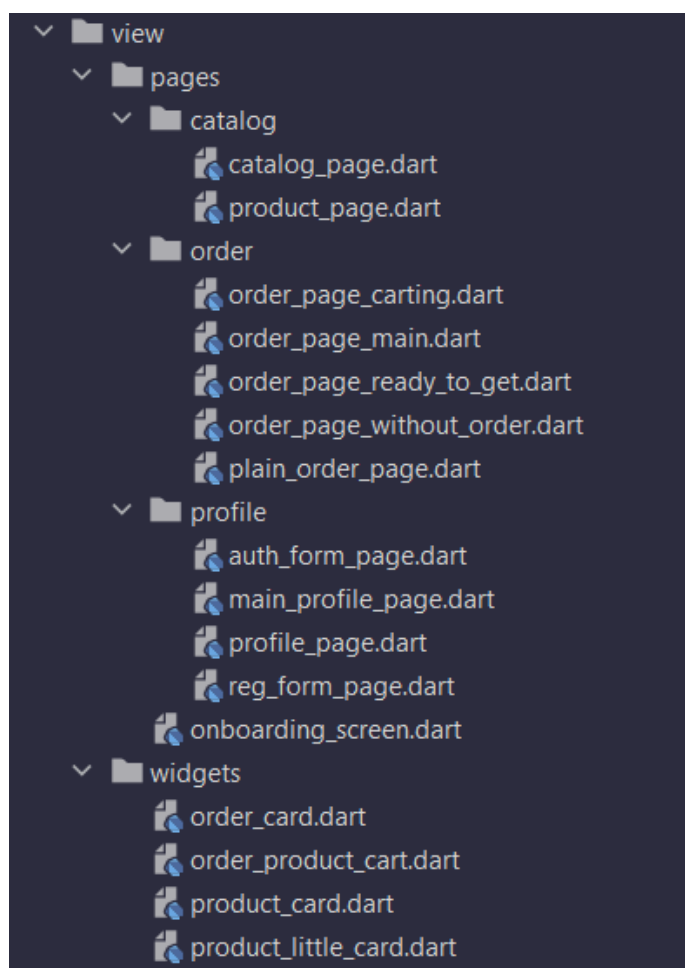 view
pages
catalog
catalog_page.dart
product_page.dart
order
order_page_carting.dart
order_page_main.dart
order_page_ready_to_get.dart
order_page_without_order.dart
plain_order_page.dart
profile
auth_form_page.dart
main_profile_page.dart
profile_page.dart
reg_form_page.dart
onboarding_screen.dart
widgets
order_card.dart
order_product_cart.dart
product_card.dart
product_little_card.dart